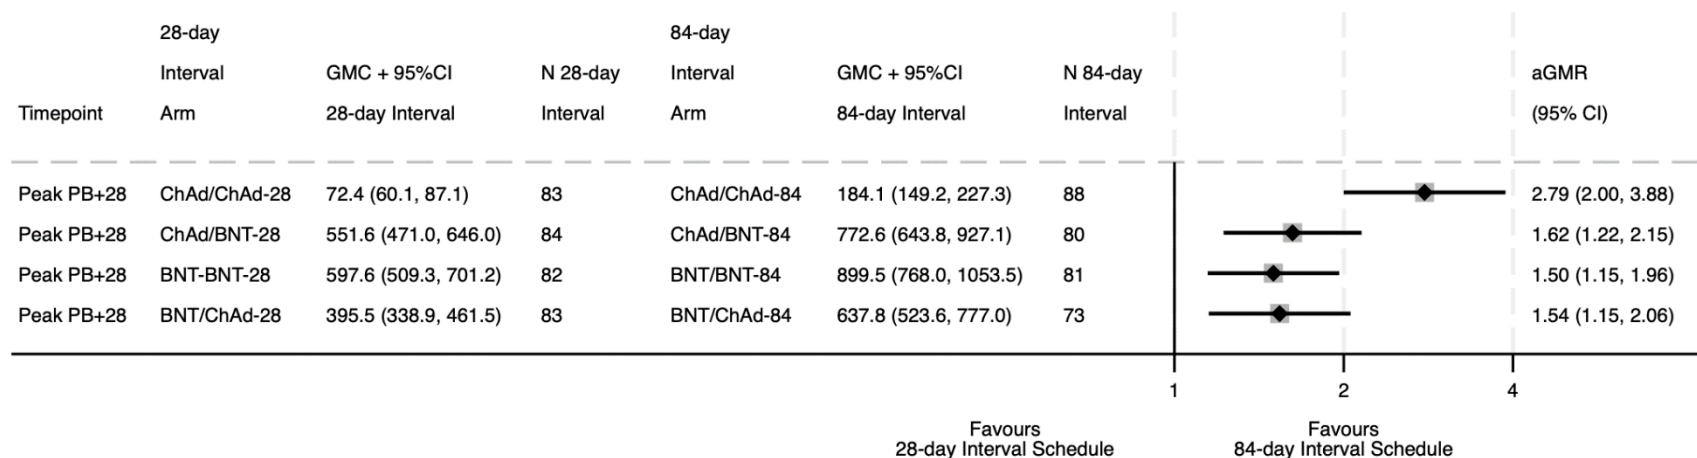 28-day 84-day
Interval GMC + 95%CI N 28-day Interval GMC + 95%CI N 84-day aGMR
Timepoint Arm 28-day Interval Interval Arm 84-day Interval Interval (95% CI)
Peak PB+28 ChAd/ChAd-28 72.4 (60.1, 87.1) 83 ChAd/ChAd-84 184.1 (149.2, 227.3) 88 2.79 (2.00, 3.88)
Peak PB+28 ChAd/BNT-28 551.6 (471.0, 646.0) 84 ChAd/BNT-84 772.6 (643.8, 927.1) 80 1.62 (1.22, 2.15)
Peak PB+28 BNT-BNT-28 597.6 (509.3, 701.2) 82 BNT/BNT-84 899.5 (768.0, 1053.5) 81 1.50 (1.15, 1.96)
Peak PB+28 BNT/ChAd-28 395.5 (338.9, 461.5) 83 BNT/ChAd-84 637.8 (523.6, 777.0) 73 1.54 (1.15, 2.06)
1 2 4
Favours Favours
28-day Interval Schedule 84-day Interval Schedule